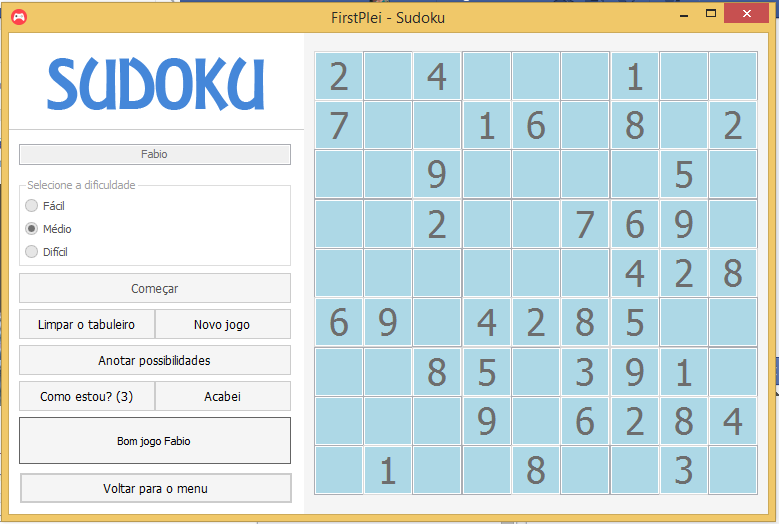 FirstPlei - Sudoku
SUDOKU
Fabio
Selecione a dificuldade
Fácil
Médio
Difícil
Começar
Limpar o tabuleiro Novo jogo
Anotar possibilidades
Como estou? (3) Acabei
Bom jogo Fabio
Voltar para o menu
2 4 1
7 1 6 8 2
9 5
2 7 6 9
4 2 8
6 9 4 2 8 5
8 5 3 9 1
9 6 2 8 4
1 8 3